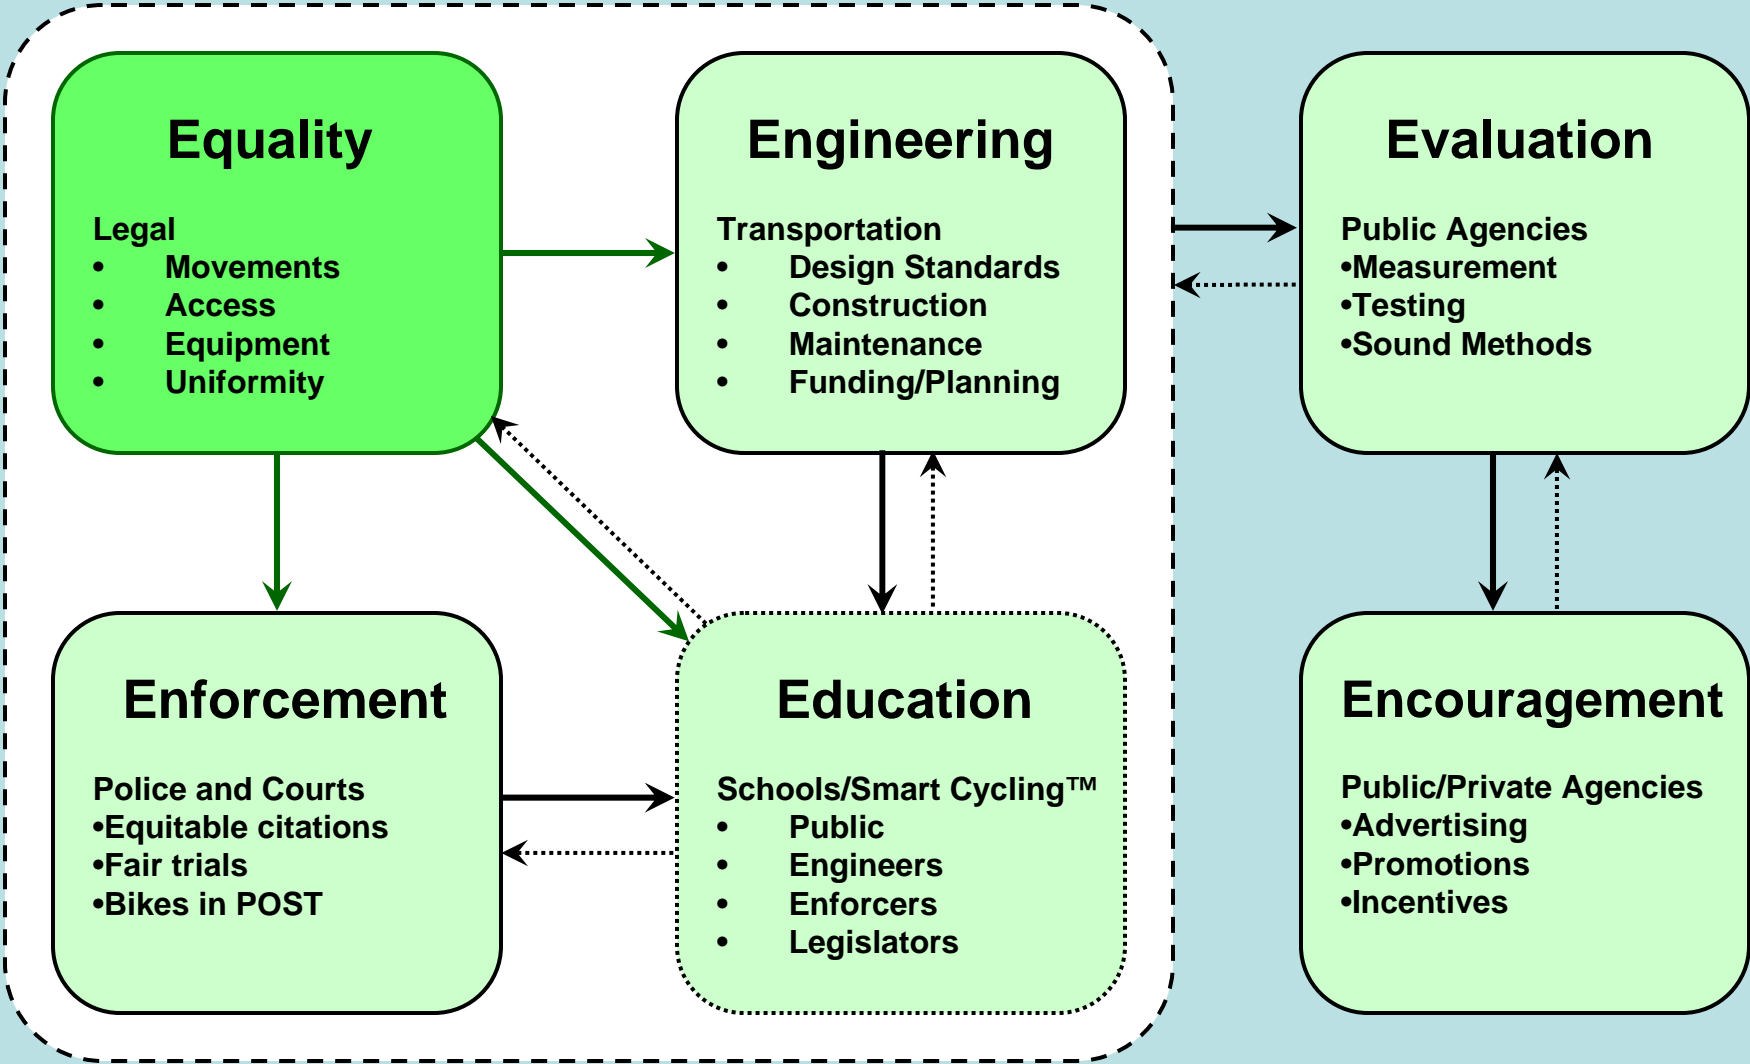 Equality
Legal
• Movements
• Access
• Equipment
• Uniformity
Engineering
Transportation
• Design Standards
• Construction
• Maintenance
• Funding/Planning
Evaluation
Public Agencies
•Measurement
•Testing
•Sound Methods
Enforcement
Police and Courts
•Equitable citations
•Fair trials
•Bikes in POST
Education
Schools/Smart Cycling™
• Public
• Engineers
• Enforcers
• Legislators
Encouragement
Public/Private Agencies
•Advertising
•Promotions
•Incentives